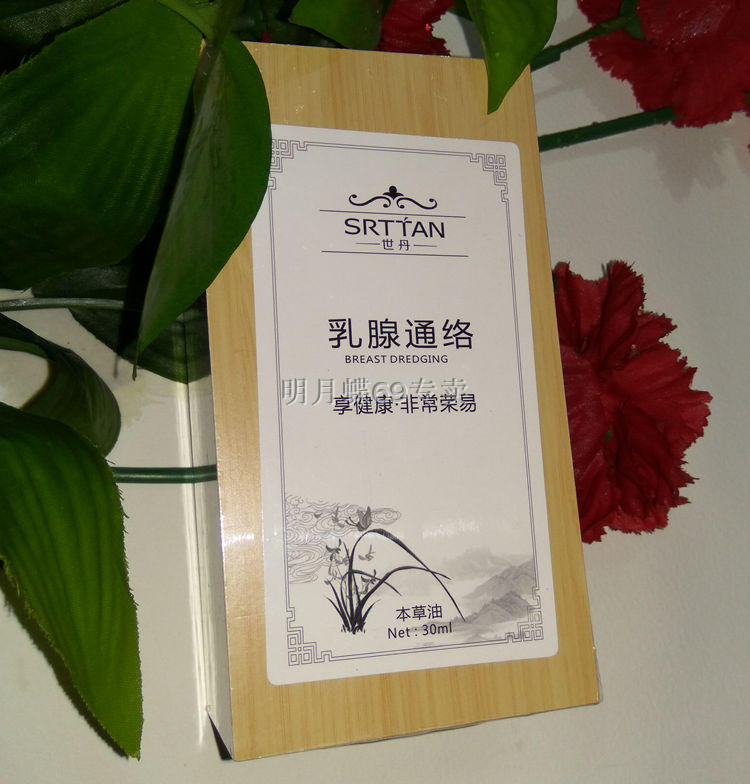 SRTTAN
世丹
乳腺通络
BREAST DREDGING
明月蝶69专卖
享健康·非常荣易
本草油
Net : 30ml